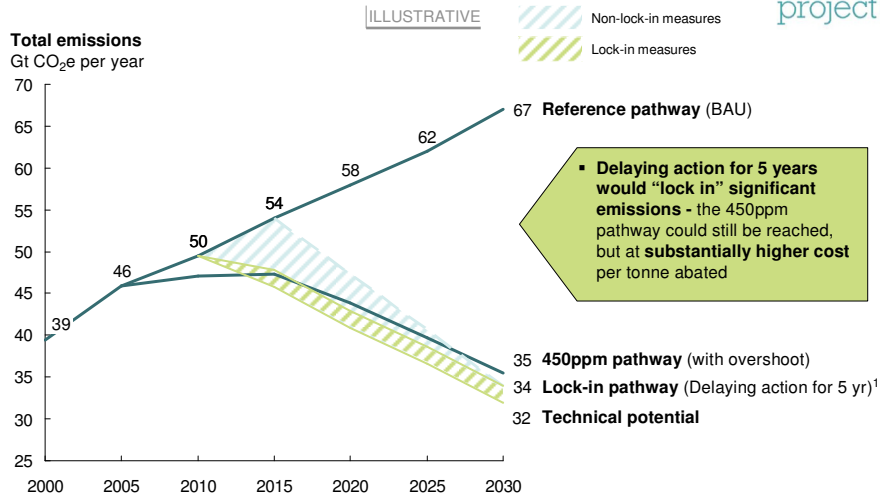 project
ILLUSTRATIVE
Non-lock-in measures
Lock-in measures
Total emissions
Gt CO₂e per year
70
65
60
55
50
45
40
35
30
25
2000
2005
2010
2015
2020
2025
2030
39
46
50
54
58
62
67 Reference pathway (BAU)
▪ Delaying action for 5 years
would “lock in” significant
emissions - the 450ppm
pathway could still be reached,
but at substantially higher cost
per tonne abated
35 450ppm pathway (with overshoot)
34 Lock-in pathway (Delaying action for 5 yr)¹
32 Technical potential